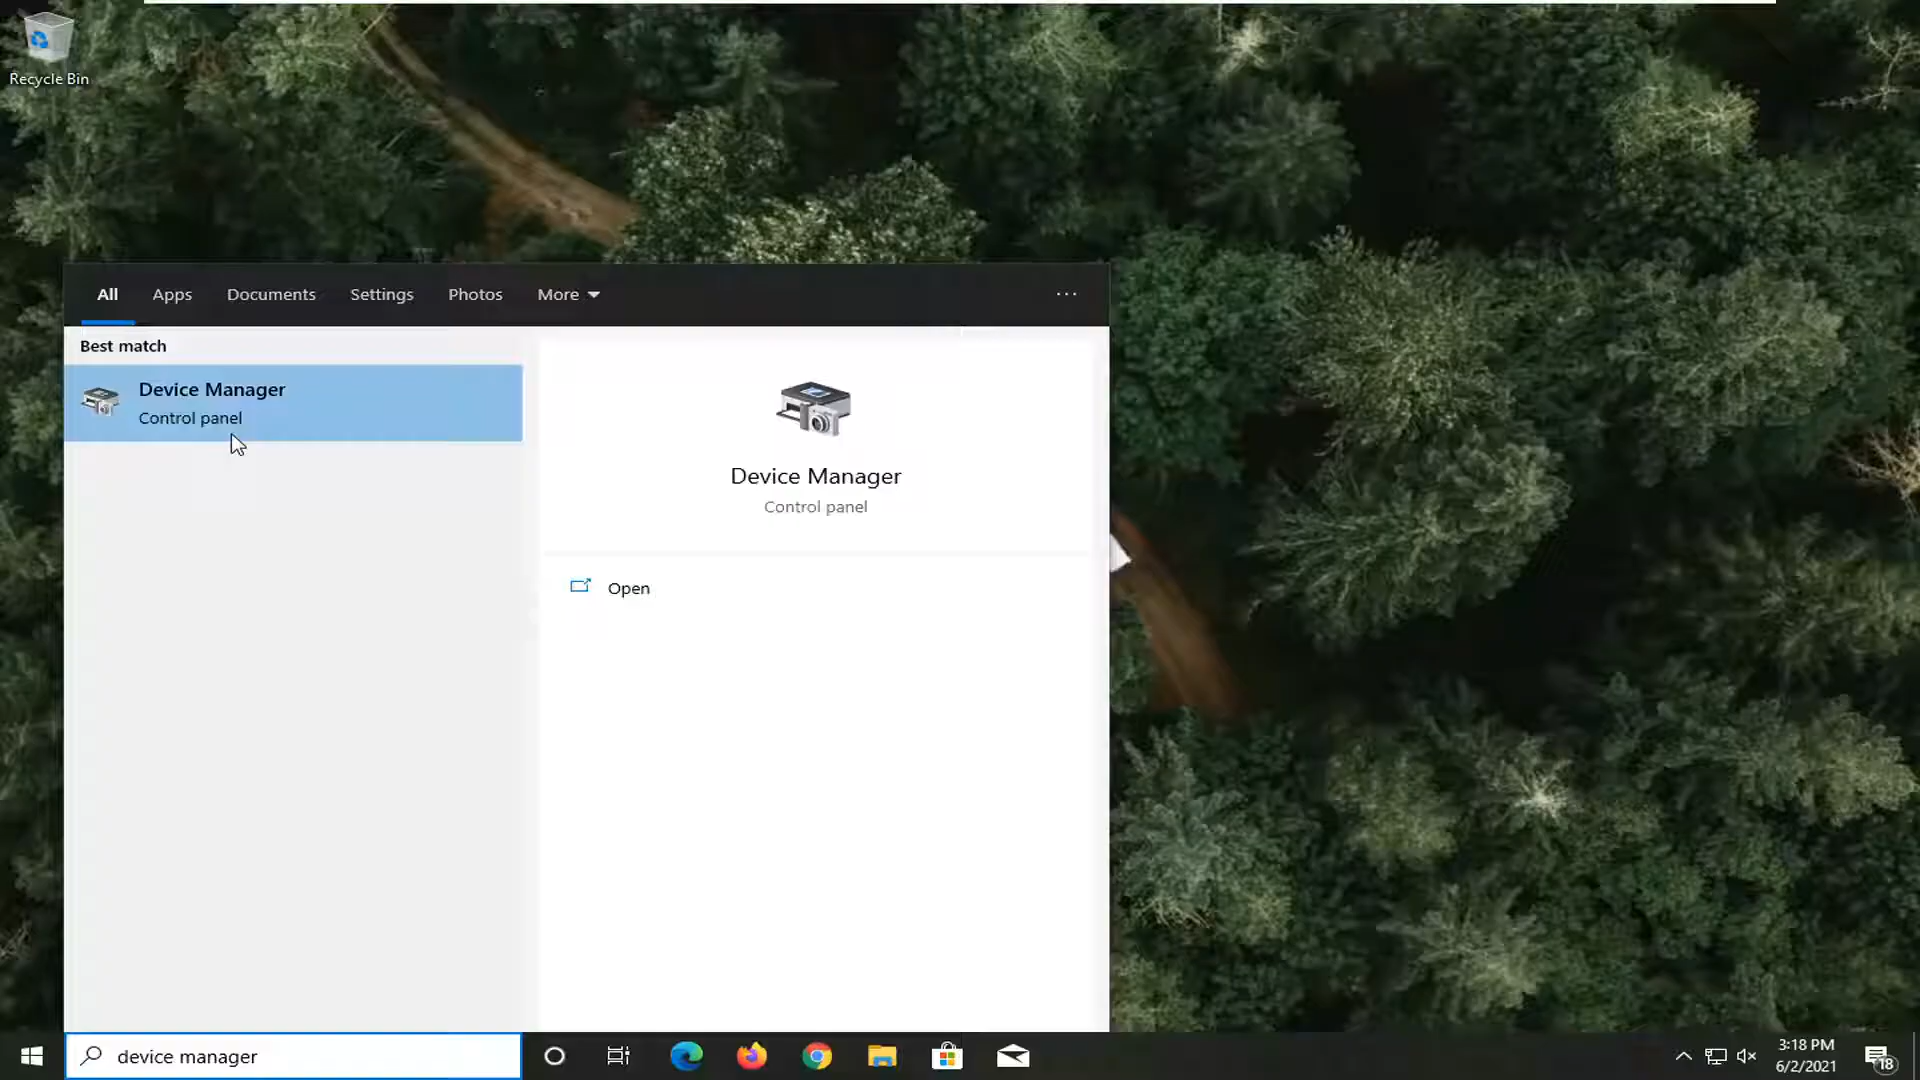 Recycle Bin
All Apps Documents Settings Photos More ...
Best match
Device Manager
Control panel
Device Manager
Control panel
Open
device manager
3:18 PM
6/2/2021
18